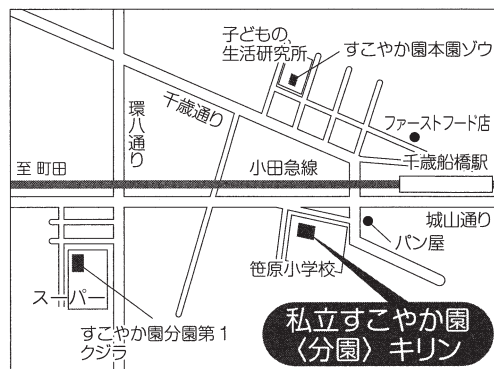 子どもの
生活研究所
すこやか園本園ゾウ
環八通り
千歳通り
ファーストフード店
至 町田
小田急線
千歳船橋駅
城山通り
パン屋
笹原小学校
スーパー
すこやか園分園第1
クジラ
私立すこやか園
〈分園〉キリン